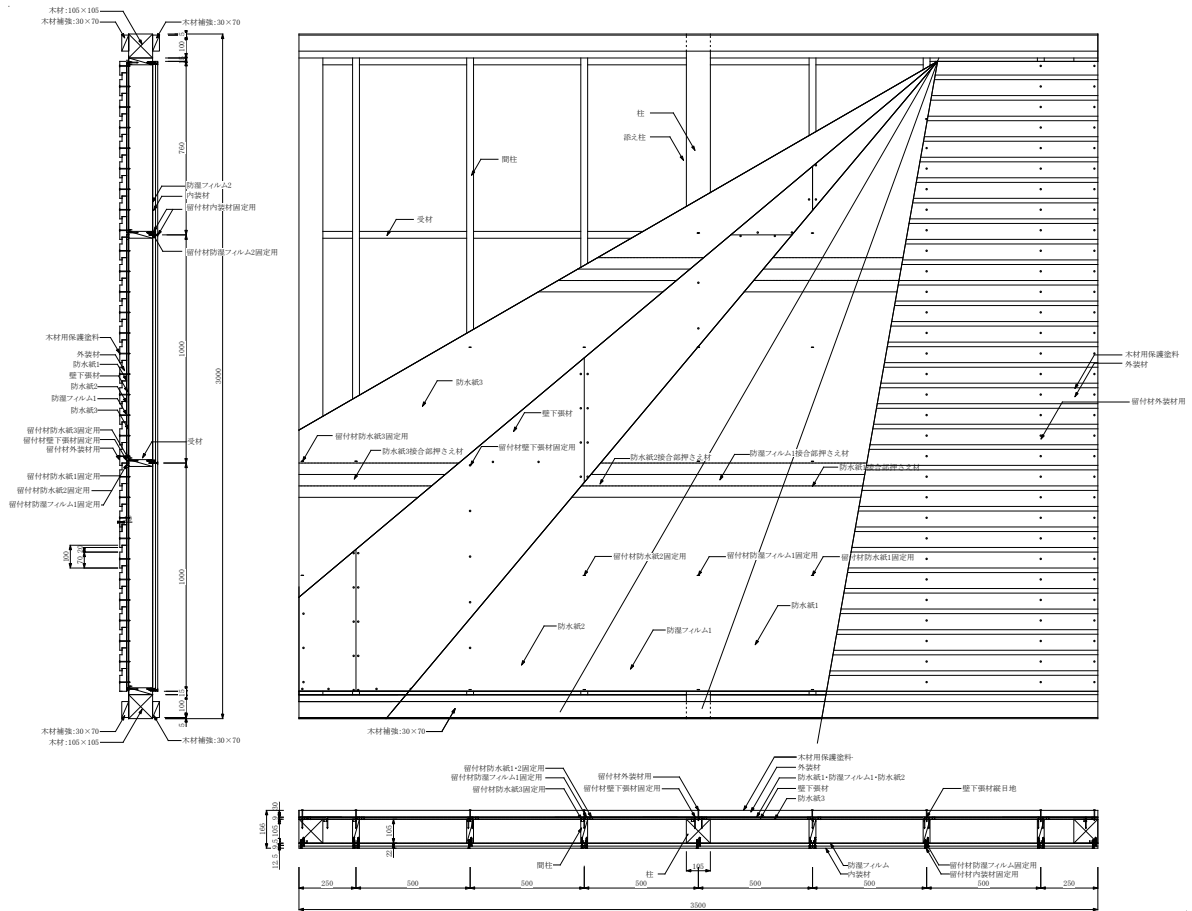 木材:105×105
木材補強:30×70
木材補強:30×70
5
100
760
防湿フィルム2
内装材
留付材内装材固定用
留付材防湿フィルム2固定用
1000
3000
木材用保護塗料
外装材
防水紙1
壁下張材
防水紙2
防湿フィルム1
防水紙3
留付材防水紙3固定用
留付材壁下張材固定用
留付材外装材用
受材
留付材防水紙1固定用
留付材防水紙2固定用
留付材防湿フィルム1固定用
100
70
20
1000
15
100
5
木材補強:30×70
木材:105×105
木材補強:30×70
柱
添え柱
間柱
受材
防水紙3
壁下張材
留付材防水紙3固定用
防水紙3接合部押さえ材
留付材壁下張材固定用
防水紙2接合部押さえ材
防湿フィルム1接合部押さえ材
防水紙1接合部押さえ材
木材用保護塗料
外装材
留付材外装材用
留付材防水紙2固定用
留付材防湿フィルム1固定用
留付材防水紙1固定用
防水紙2
防湿フィルム1
防水紙1
木材補強:30×70
留付材防水紙1・2固定用
留付材防湿フィルム1固定用
留付材防水紙3固定用
留付材外装材用
留付材壁下張材固定用
木材用保護塗料
外装材
防水紙1・防湿フィルム1・防水紙2
壁下張材
防水紙3
壁下張材縦目地
166
30
9
105
9.5
12.5
105
22
間柱
柱
105
防湿フィルム
内装材
留付材防湿フィルム固定用
留付材内装材固定用
250
500
500
500
500
500
500
250
3500